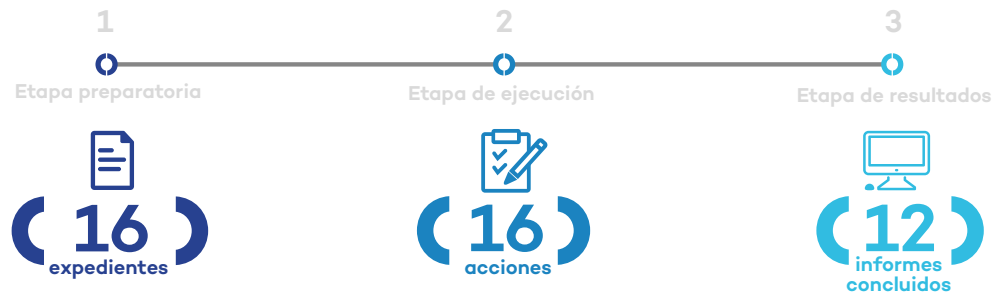 1
2
3
Etapa preparatoria
Etapa de ejecución
Etapa de resultados
16
expedientes
16
acciones
12
informes
concluidos